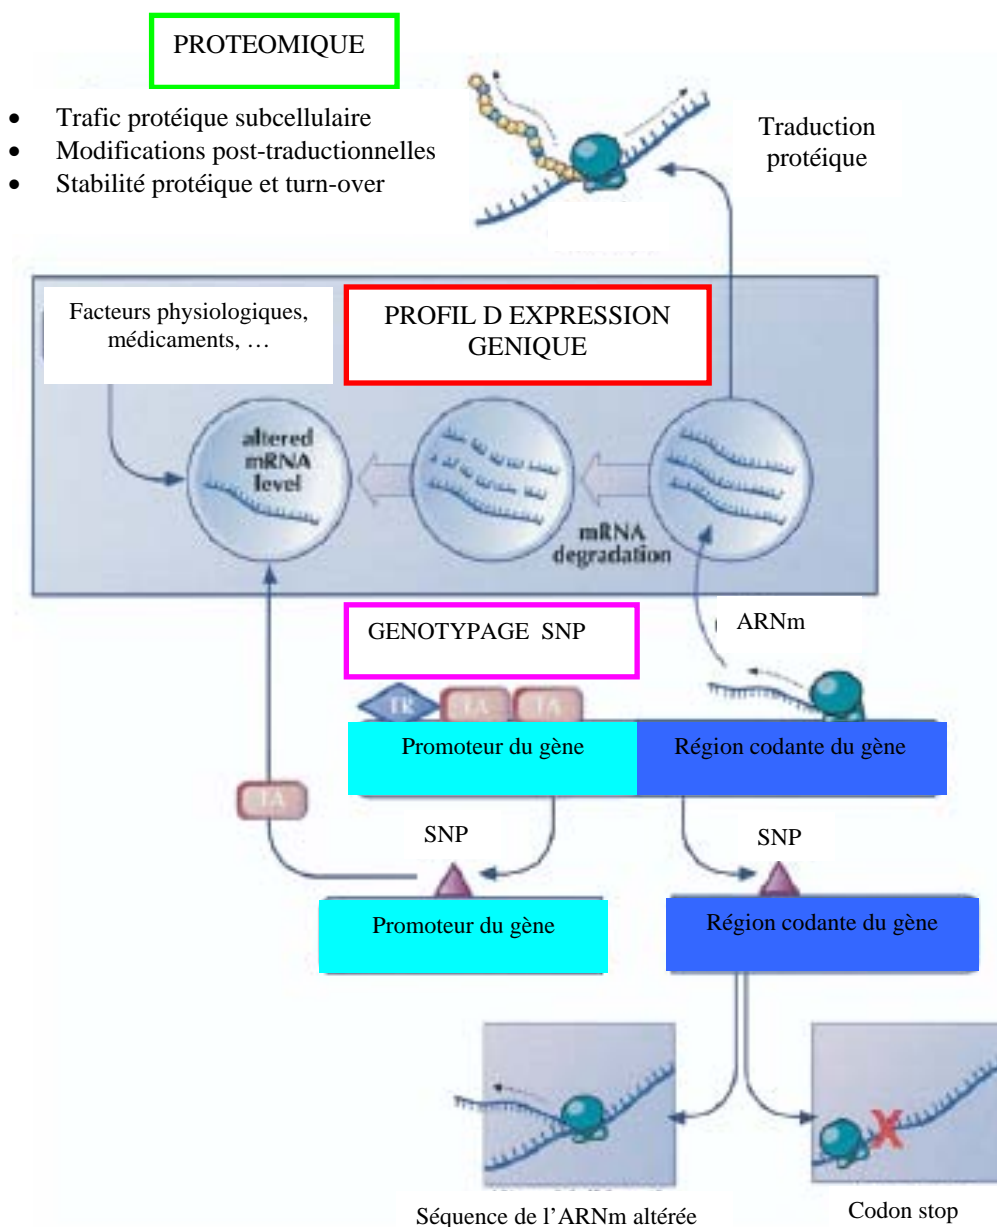 PROTEOMIQUE
• Trafic protéique subcellulaire
• Modifications post-traductionnelles
• Stabilité protéique et turn-over
Traduction
protéique
Facteurs physiologiques,
médicaments, …
PROFIL D EXPRESSION
GENIQUE
altered
mRNA
level
mRNA
degradation
GENOTYPAGE SNP
ARNm
TR
TA
TA
Promoteur du gène
Région codante du gène
TA
SNP
SNP
Promoteur du gène
Région codante du gène
Séquence de l’ARNm altérée
Codon stop